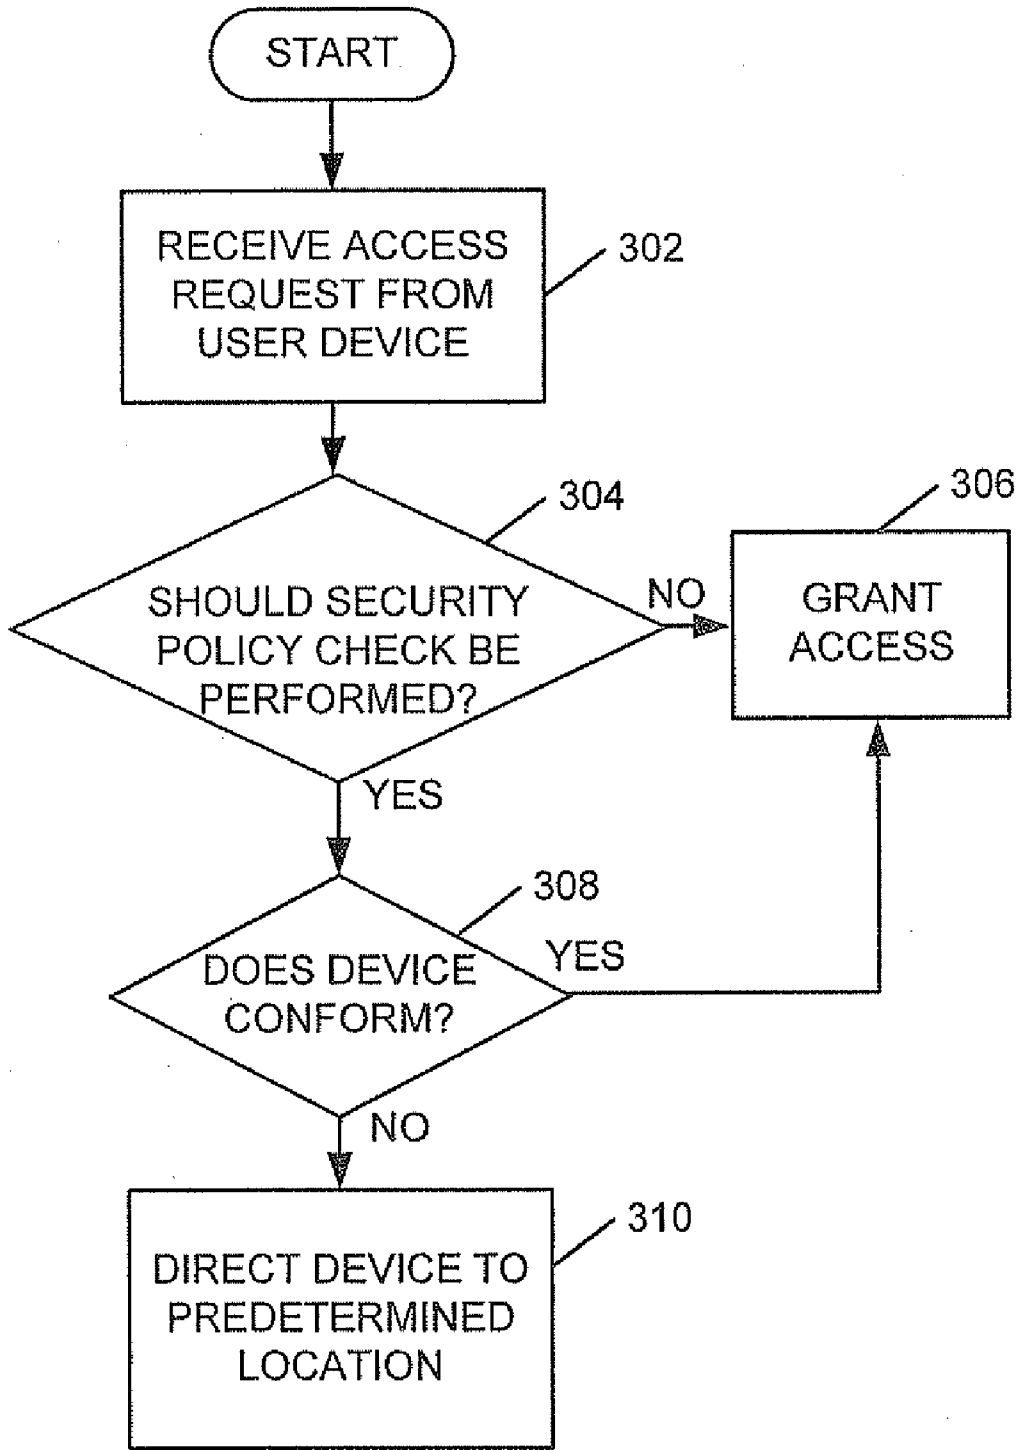 START
RECEIVE ACCESS
REQUEST FROM
USER DEVICE
302
304
SHOULD SECURITY
POLICY CHECK BE
PERFORMED?
NO
306
GRANT
ACCESS
YES
308
DOES DEVICE
CONFORM?
YES
NO
310
DIRECT DEVICE TO
PREDETERMINED
LOCATION